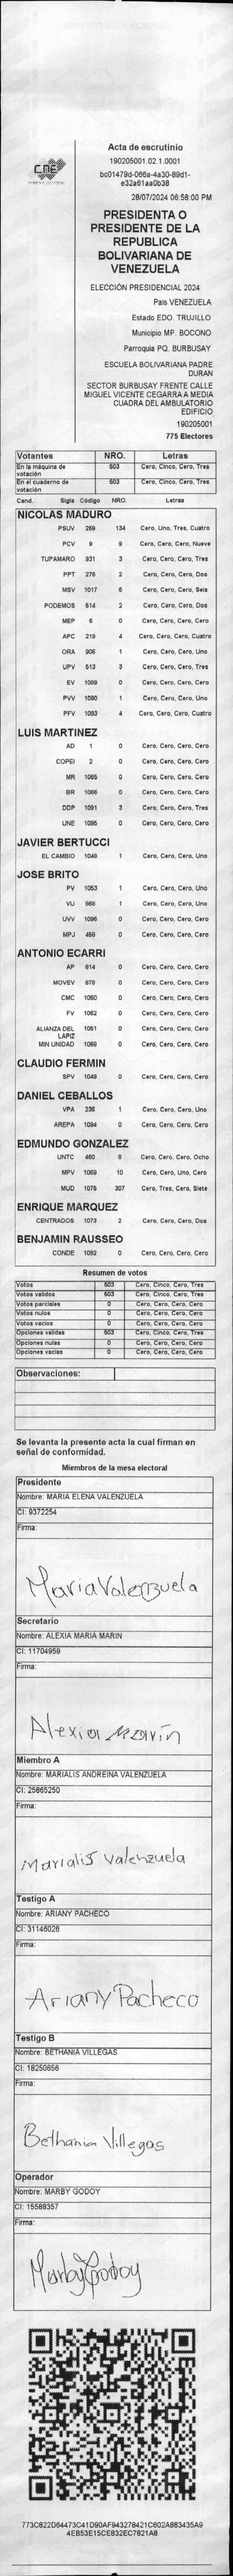 CNE
Acta de escrutinio
190205001.02.1.0001
bc01479d-066a-4a30-89d1-
e32a61aa0b38
28/07/2024 06:58:00 PM
PRESIDENTA O
PRESIDENTE DE LA
REPUBLICA
BOLIVARIANA DE
VENEZUELA
ELECCIÓN PRESIDENCIAL 2024
Pais VENEZUELA
Estado EDO. TRUJILLO
Municipio MP. BOCONO
Parroquia PQ. BURBUSAY
ESCUELA BOLIVARIANA PADRE
DURAN
SECTOR BURBUSAY FRENTE CALLE
MIGUEL VICENTE CEGARRA A MEDIA
CUADRA DEL AMBULATORIO
EDIFICIO
190205001
775 Electores
Votantes NRO. Letras
En la máquina de votación 503 Cero, Cinco, Cero, Tres
En el cuaderno de votación 503 Cero, Cinco, Cero, Tres
Cand. Sigla Código NRO. Letras
NICOLAS MADURO
PSUV 269 134 Cero, Uno, Tres, Cuatro
PCV 9 9 Cero, Cero, Cero, Nueve
TUPAMARO 931 3 Cero, Cero, Cero, Tres
PPT 276 2 Cero, Cero, Cero, Dos
MSV 1017 6 Cero, Cero, Cero, Seis
PODEMOS 514 2 Cero, Cero, Cero, Dos
MEP 6 0 Cero, Cero, Cero, Cero
APC 219 4 Cero, Cero, Cero, Cuatro
ORA 906 1 Cero, Cero, Cero, Uno
UPV 513 3 Cero, Cero, Cero, Tres
EV 1089 0 Cero, Cero, Cero, Cero
PVV 1090 1 Cero, Cero, Cero, Uno
PFV 1093 4 Cero, Cero, Cero, Cuatro
LUIS MARTINEZ
AD 1 0 Cero, Cero, Cero, Cero
COPEI 2 0 Cero, Cero, Cero, Cero
MR 1065 0 Cero, Cero, Cero, Cero
BR 1066 0 Cero, Cero, Cero, Cero
DDP 1091 3 Cero, Cero, Cero, Tres
UNE 1095 0 Cero, Cero, Cero, Cero
JAVIER BERTUCCI
EL CAMBIO 1048 1 Cero, Cero, Cero, Uno
JOSE BRITO
PV 1053 1 Cero, Cero, Cero, Uno
VU 868 1 Cero, Cero, Cero, Uno
UVV 1096 0 Cero, Cero, Cero, Cero
MPJ 458 0 Cero, Cero, Cero, Cero
ANTONIO ECARRI
AP 814 0 Cero, Cero, Cero, Cero
MOVEV 878 0 Cero, Cero, Cero, Cero
CMC 1050 0 Cero, Cero, Cero, Cero
FV 1062 0 Cero, Cero, Cero, Cero
ALIANZA DEL LAPIZ 1051 0 Cero, Cero, Cero, Cero
MIN UNIDAD 1068 0 Cero, Cero, Cero, Cero
CLAUDIO FERMIN
SPV 1049 0 Cero, Cero, Cero, Cero
DANIEL CEBALLOS
VPA 236 1 Cero, Cero, Cero, Uno
AREPA 1094 0 Cero, Cero, Cero, Cero
EDMUNDO GONZALEZ
UNTC 460 8 Cero, Cero, Cero, Ocho
MPV 1069 10 Cero, Cero, Uno, Cero
MUD 1076 307 Cero, Tres, Cero, Siete
ENRIQUE MARQUEZ
CENTRADOS 1073 2 Cero, Cero, Cero, Dos
BENJAMIN RAUSSEO
CONDE 1092 0 Cero, Cero, Cero, Cero
Resumen de votos
Votos 503 Cero, Cinco, Cero, Tres
Votos validos 503 Cero, Cinco, Cero, Tres
Votos parciales 0 Cero, Cero, Cero, Cero
Votos nulos 0 Cero, Cero, Cero, Cero
Votos vacios 0 Cero, Cero, Cero, Cero
Opciones validas 503 Cero, Cinco, Cero, Tres
Opciones nulas 0 Cero, Cero, Cero, Cero
Opciones vacias 0 Cero, Cero, Cero, Cero
Observaciones:
Se levanta la presente acta la cual firman en
señal de conformidad.
Miembros de la mesa electoral
Presidente
Nombre: MARIA ELENA VALENZUELA
CI: 9372254
Firma:
Maria Valenzuela
Secretario
Nombre: ALEXIA MARIA MARIN
CI: 11704959
Firma:
Alexia Marín
Miembro A
Nombre: MARIALIS ANDREINA VALENZUELA
CI: 25865250
Firma:
Marialis Valenzuela
Testigo A
Nombre: ARIANY PACHECO
CI: 31146026
Firma:
Ariany Pacheco
Testigo B
Nombre: BETHANIA VILLEGAS
CI: 18250656
Firma:
Bethania Villegas
Operador
Nombre: MARBY GODOY
CI: 15588357
Firma:
Marby Godoy
773C822D64473C41D90AF943278421C602A883435A9
4EB53E15CE832EC7821A8